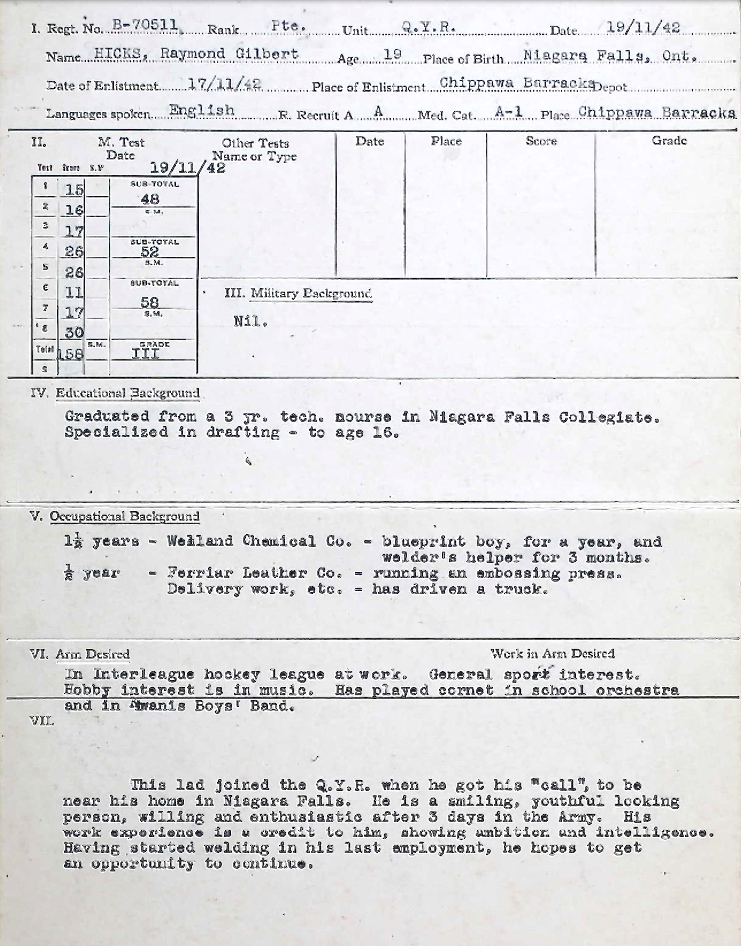 I. Regt. No. B-70511 Rank Pte. Unit Q.Y.R. Date 19/11/42
Name HICKS, Raymond Gilbert Age 19 Place of Birth Niagara Falls, Ont.
Date of Enlistment 17/11/42 Place of Enlistment Chippawa Barracks Depot
Languages spoken English R. Recruit A A Med. Cat. A-1 Place Chippawa Barracks
II. M. Test Date 19/11/42 Other Tests Name or Type Date Place Score Grade
Test Score S.V
1 15 SUB-TOTAL
2 16 48 S.M.
3 17
4 26 SUB-TOTAL 52
5 26 S.M.
6 11 SUB-TOTAL
7 17 58 S.M.
8 30
Total 158 S.M. GRADE III
S
III. Military Background
Nil.
IV. Educational Background
Graduated from a 3 yr. tech. nourse in Niagara Falls Collegiate.
Specialized in drafting - to age 16.
V. Occupational Background
1½ years - Welland Chemical Co. - blueprint boy, for a year, and
welder's helper for 3 months.
½ year - Ferriar Leather Co. - running an embossing press.
Delivery work, etc. - has driven a truck.
VI. Arm Desired Work in Arm Desired
In Interleague hockey league at work. General sport interest.
Hobby interest is in music. Has played cornet in school orchestra
and in Kwanis Boys' Band.
VII.
This lad joined the Q.Y.R. when he got his "call", to be
near his home in Niagara Falls. He is a smiling, youthful looking
person, willing and enthusiastic after 3 days in the Army. His
work experience is a credit to him, showing ambition and intelligence.
Having started welding in his last employment, he hopes to get
an opportunity to continue.